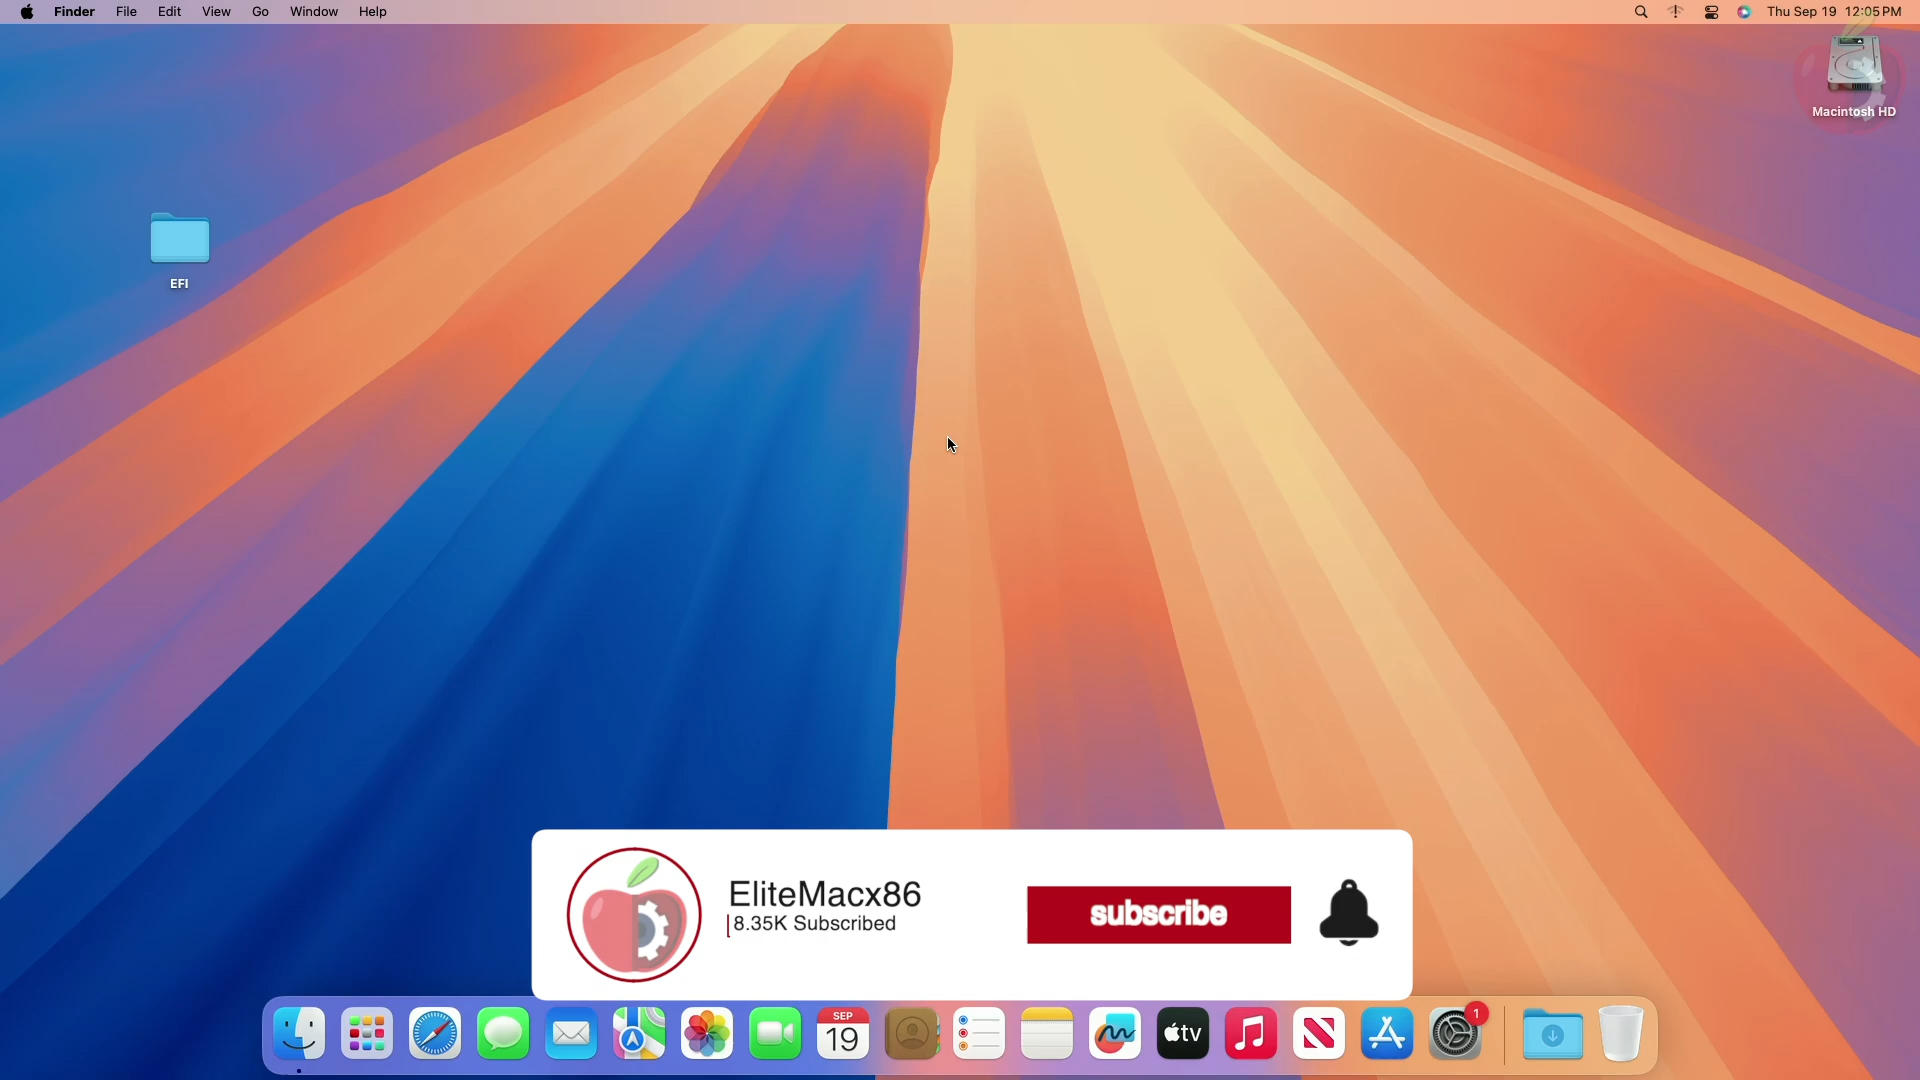 Finder File Edit View Go Window Help Thu Sep 19 12:05 PM
Macintosh HD
EFI
EliteMacx86
8.35K Subscribed
subscribe
SEP
19
tv
1